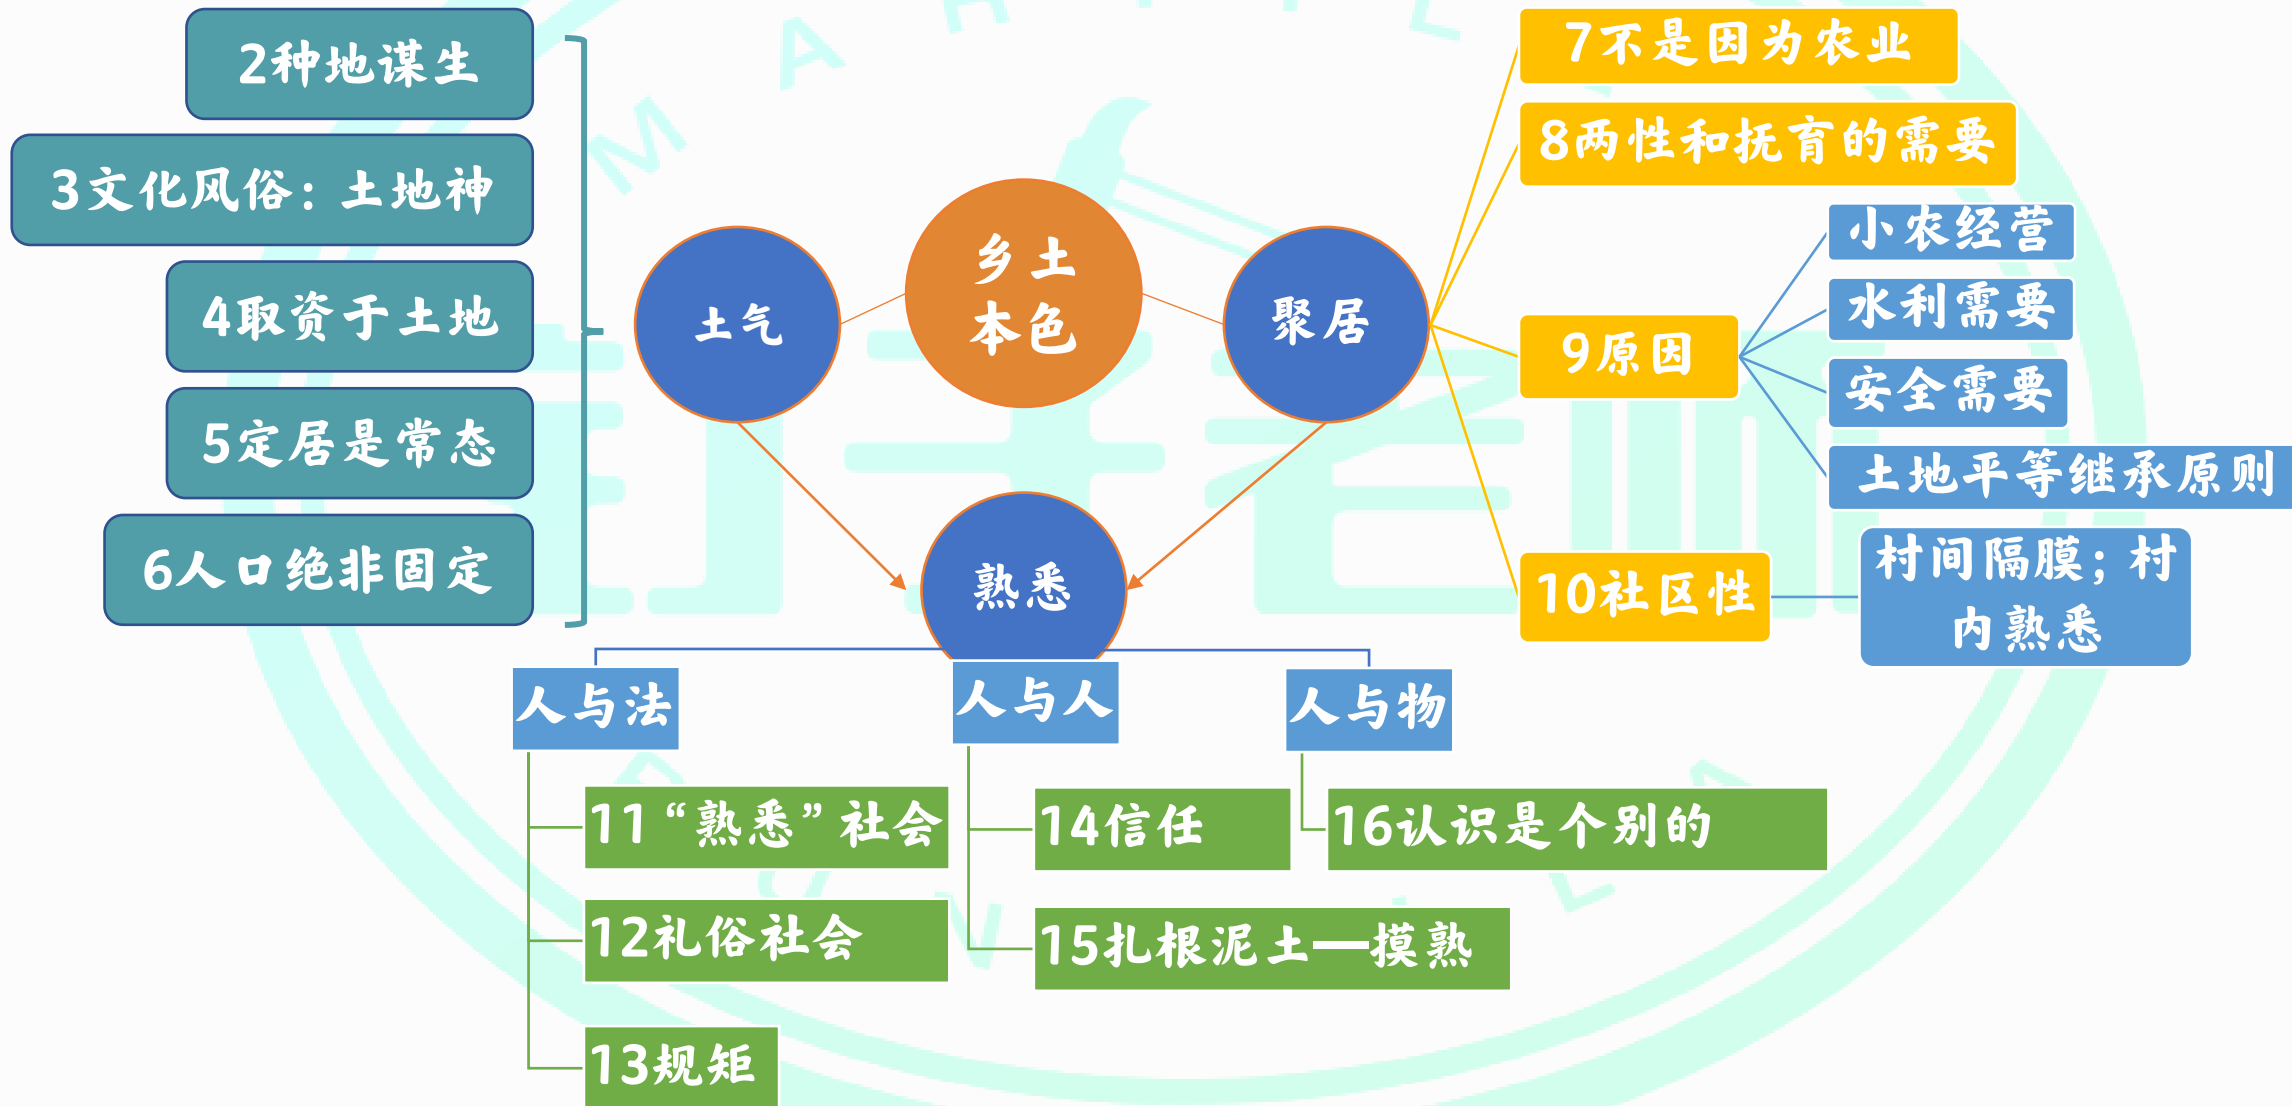 2种地谋生
3文化风俗：土地神
4取资于土地
5定居是常态
6人口绝非固定
土气
乡土
本色
聚居
熟悉
7不是因为农业
8两性和抚育的需要
9原因
小农经营
水利需要
安全需要
土地平等继承原则
10社区性
村间隔膜；村
内熟悉
人与法
11“熟悉”社会
12礼俗社会
13规矩
人与人
14信任
15扎根泥土——摸熟
人与物
16认识是个别的